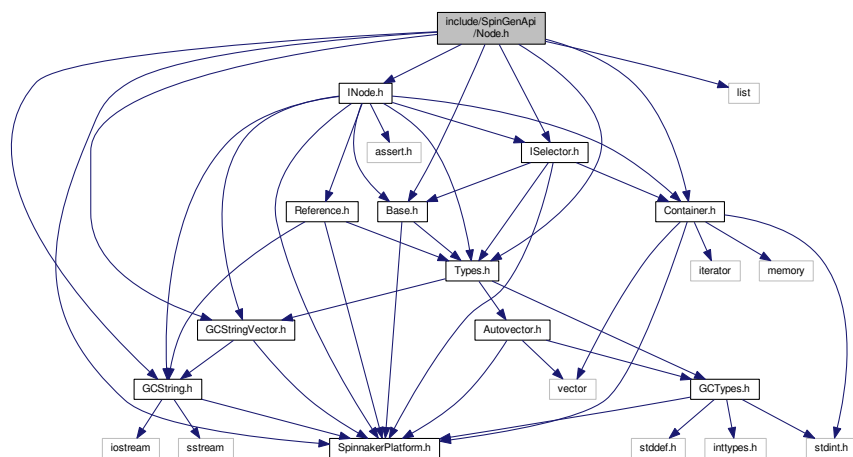 include/SpinGenApi
/Node.h
list
INode.h
assert.h
ISelector.h
Reference.h
Base.h
Container.h
Types.h
iterator
memory
GCStringVector.h
Autovector.h
GCString.h
vector
GCTypes.h
iostream
sstream
SpinnakerPlatform.h
stddef.h
inttypes.h
stdint.h